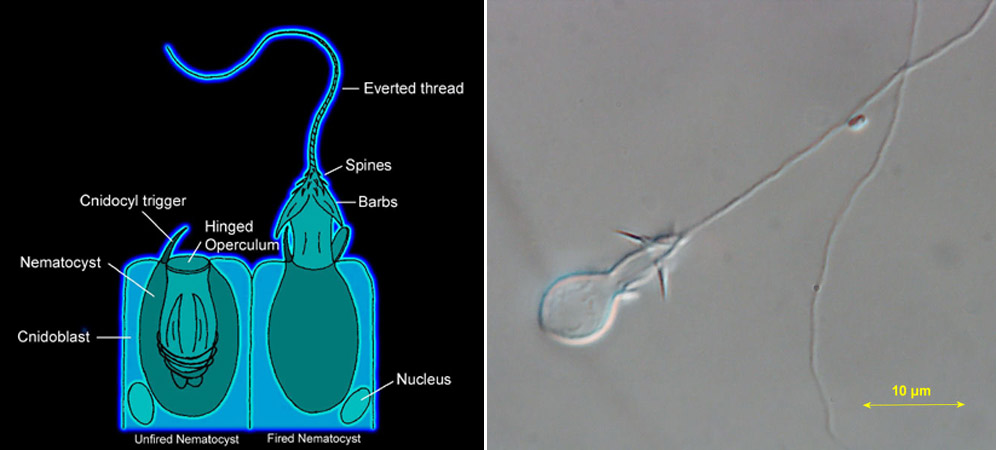 Everted thread
Spines
Barbs
Cnidocyl trigger
Hinged
Operculum
Nematocyst
Cnidoblast
Nucleus
Unfired Nematocyst
Fired Nematocyst
10 µm